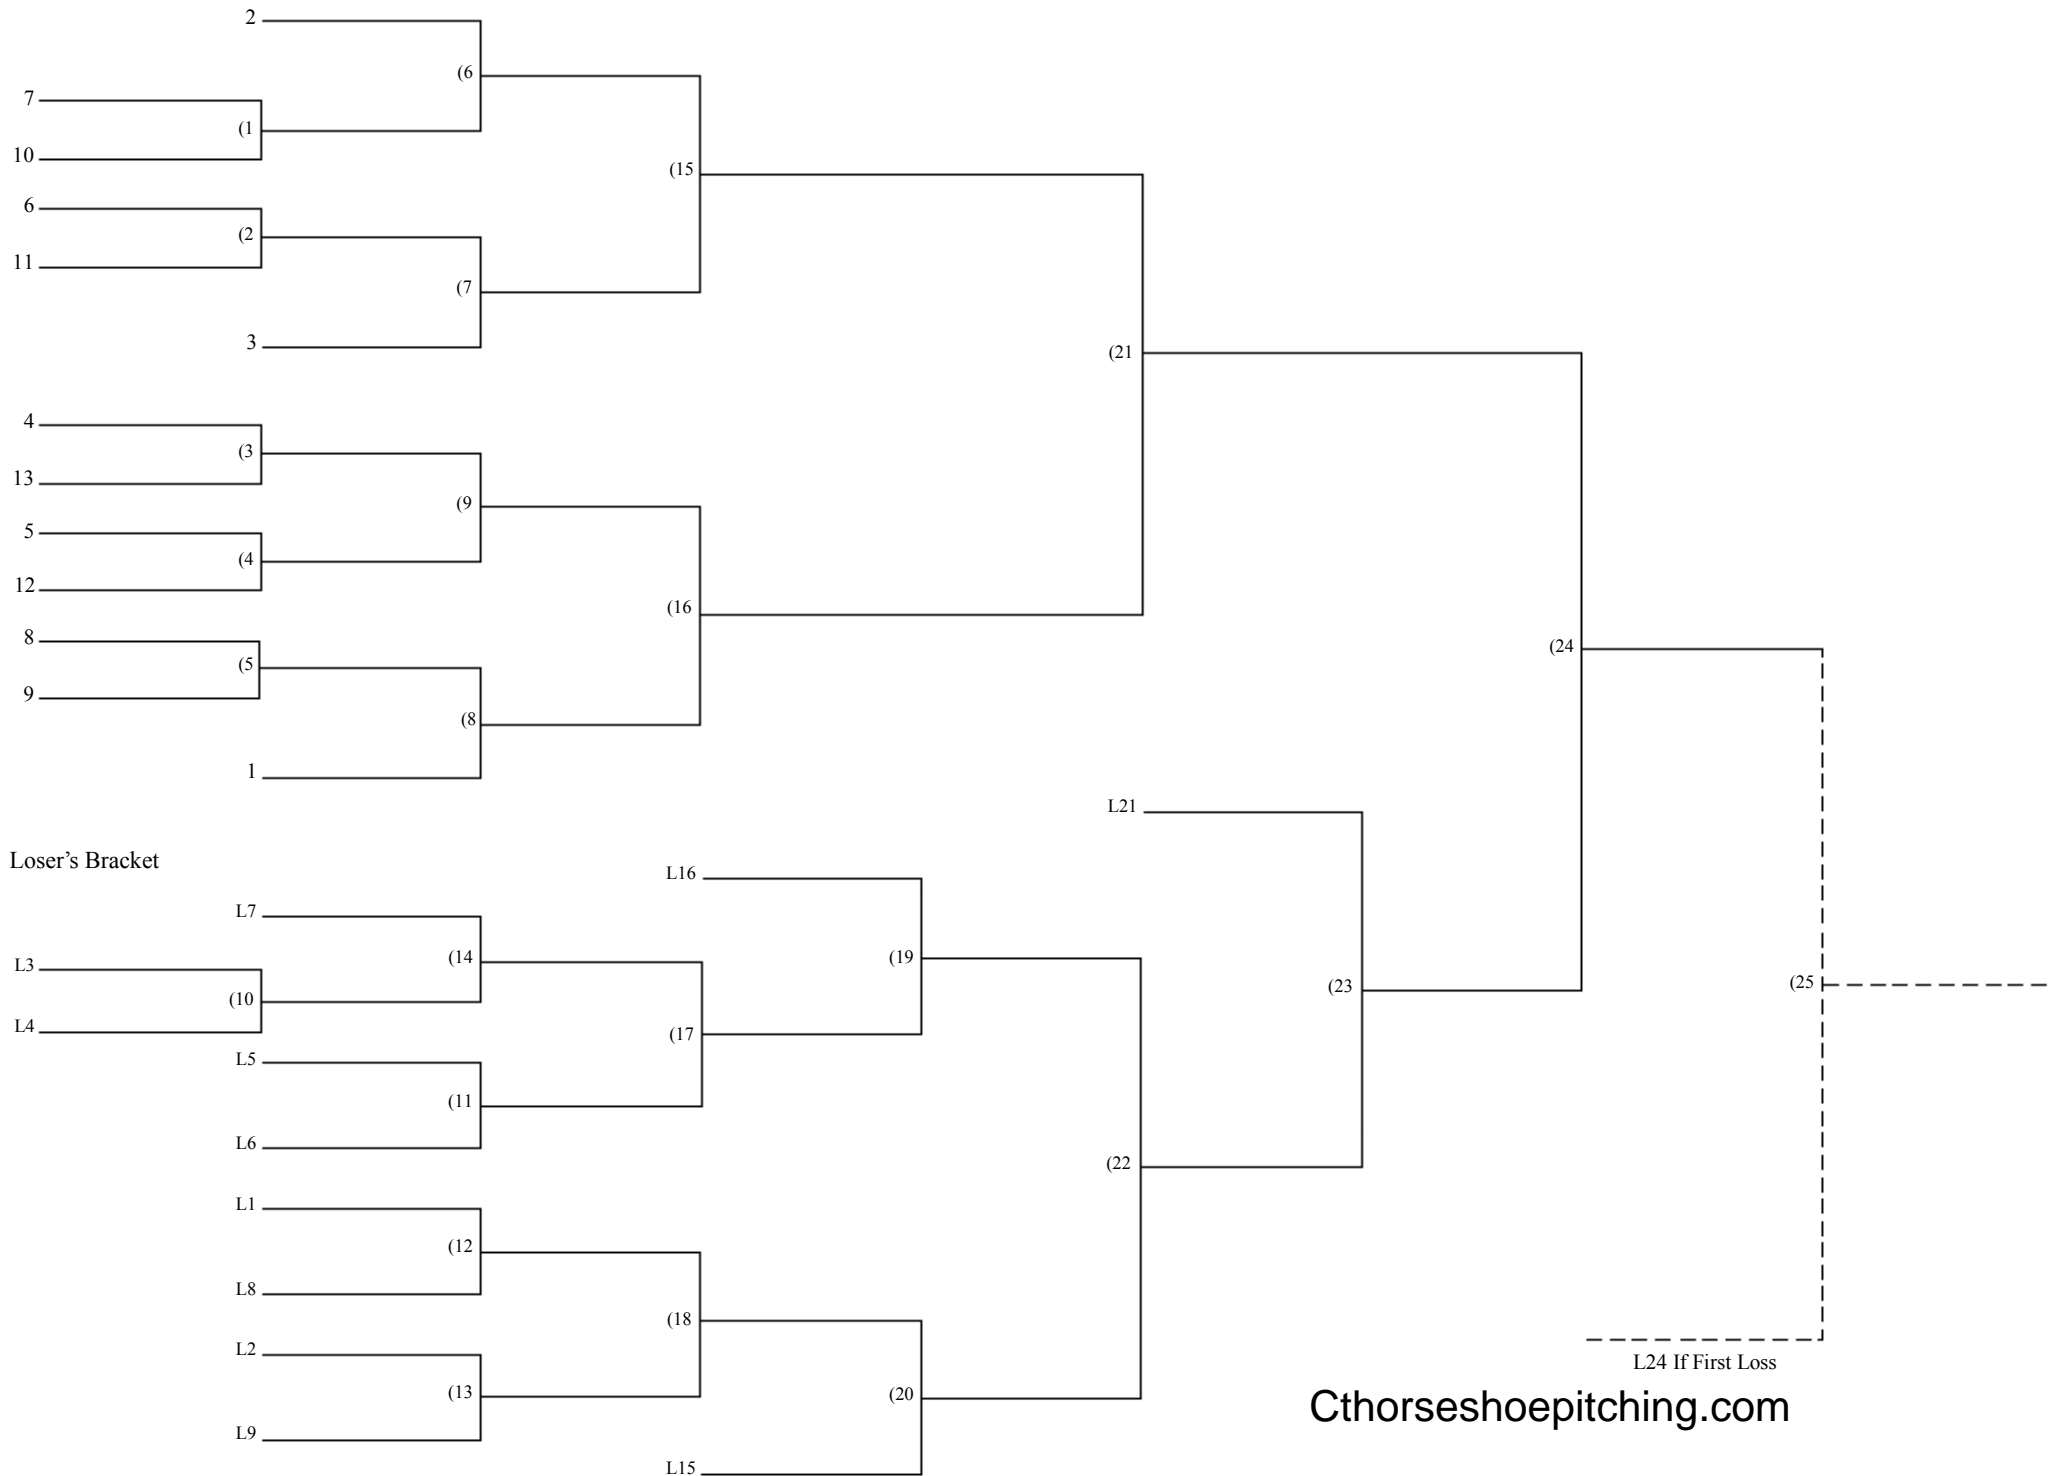 2
(6
7
(1
10
(15
6
(2
11
(7
3
(21
4
(3
13
(9
5
(4
12
(16
8
(5
9
(24
(8
1
L21
Loser’s Bracket
L16
L7
(14
(19
L3
(10
L4
(23
(25
(17
L5
(11
L6
(22
L1
(12
L8
(18
L2
(13
(20
L9
L15
L24 If First Loss
Cthorseshoepitching.com